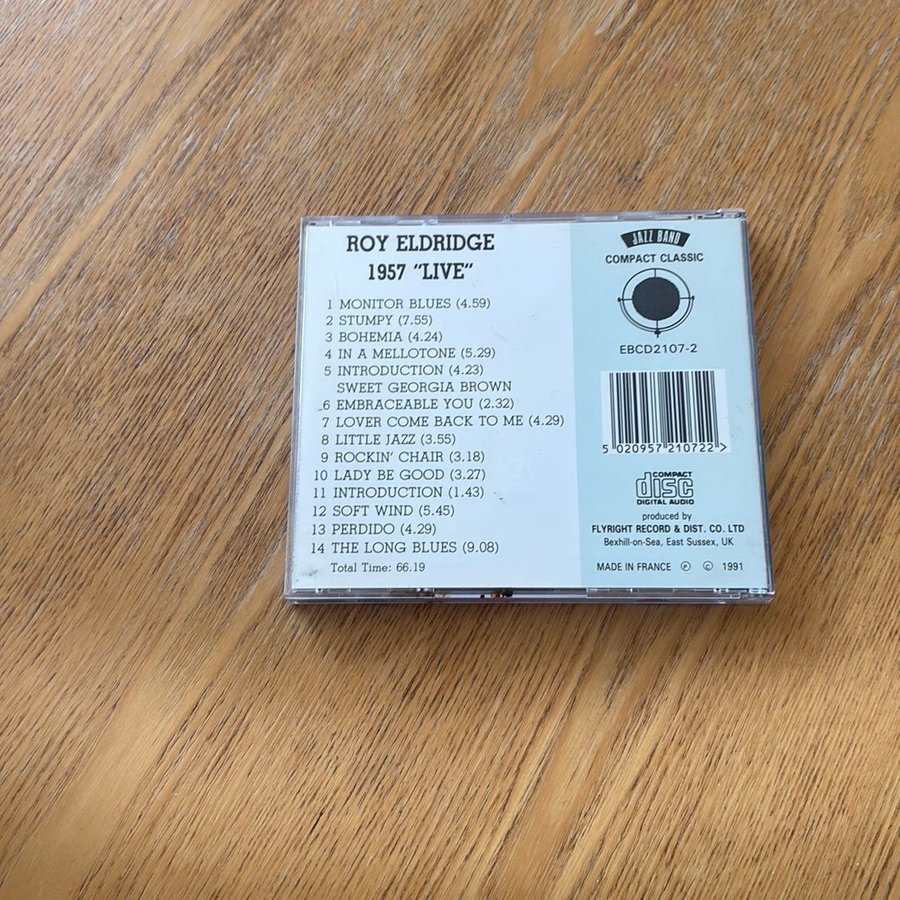 ROY ELDRIDGE
1957 "LIVE"
1 MONITOR BLUES (4.59)
2 STUMPY (7.55)
3 BOHEMIA (4.24)
4 IN A MELLOTONE (5.29)
5 INTRODUCTION (4.23)
SWEET GEORGIA BROWN
6 EMBRACEABLE YOU (2.32)
7 LOVER COME BACK TO ME (4.29)
8 LITTLE JAZZ (3.55)
9 ROCKIN' CHAIR (3.18)
10 LADY BE GOOD (3.27)
11 INTRODUCTION (1.43)
12 SOFT WIND (5.45)
13 PERDIDO (4.29)
14 THE LONG BLUES (9.08)
Total Time: 66.19
JAZZ BAND
COMPACT CLASSIC
EBCD2107-2
5 020957 210722 >
COMPACT
disc
DIGITAL AUDIO
produced by
FLYRIGHT RECORD & DIST. CO. LTD
Bexhill-on-Sea, East Sussex, UK
MADE IN FRANCE ℗ © 1991